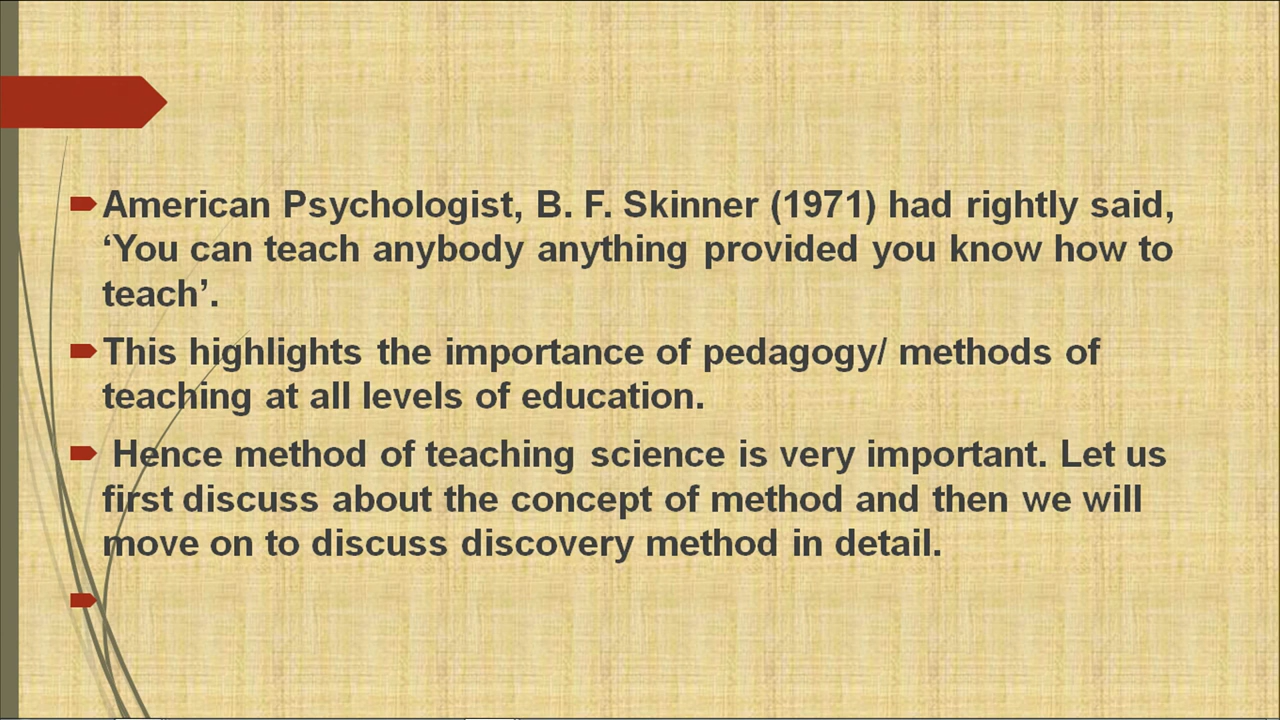 American Psychologist, B. F. Skinner (1971) had rightly said,
‘You can teach anybody anything provided you know how to
teach’.
This highlights the importance of pedagogy/ methods of
teaching at all levels of education.
Hence method of teaching science is very important. Let us
first discuss about the concept of method and then we will
move on to discuss discovery method in detail.